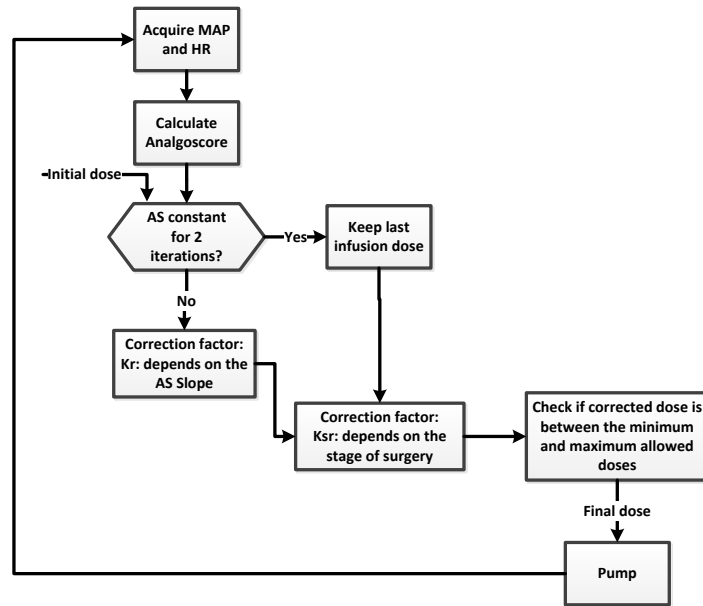 Acquire MAP
and HR
Calculate
Analgoscore
Initial dose
AS constant
for 2
iterations?
Yes
Keep last
infusion dose
No
Correction factor:
Kr: depends on the
AS Slope
Correction factor:
Ksr: depends on the
stage of surgery
Check if corrected dose is
between the minimum
and maximum allowed
doses
Final dose
Pump